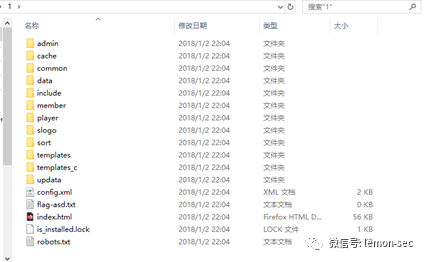 1
搜索"1"
名称 修改日期 类型 大小
admin 2018/1/2 22:04 文件夹
cache 2018/1/2 22:04 文件夹
common 2018/1/2 22:04 文件夹
data 2018/1/2 22:04 文件夹
include 2018/1/2 22:04 文件夹
member 2018/1/2 22:04 文件夹
player 2018/1/2 22:04 文件夹
slogo 2018/1/2 22:04 文件夹
sort 2018/1/2 22:04 文件夹
templates 2018/1/2 22:04 文件夹
templates_c 2018/1/2 22:04 文件夹
updata 2018/1/2 22:04 文件夹
config.xml 2018/1/2 22:04 XML 文档 2 KB
flag-asd.txt 2018/1/2 22:04 文本文档 0 KB
index.html 2018/1/2 22:04 Firefox HTML D... 56 KB
is_installed.lock 2018/1/2 22:04 LOCK 文件 1 KB
robots.txt 2018/1/2 22:04 文本文档
微信号: lemon-sec